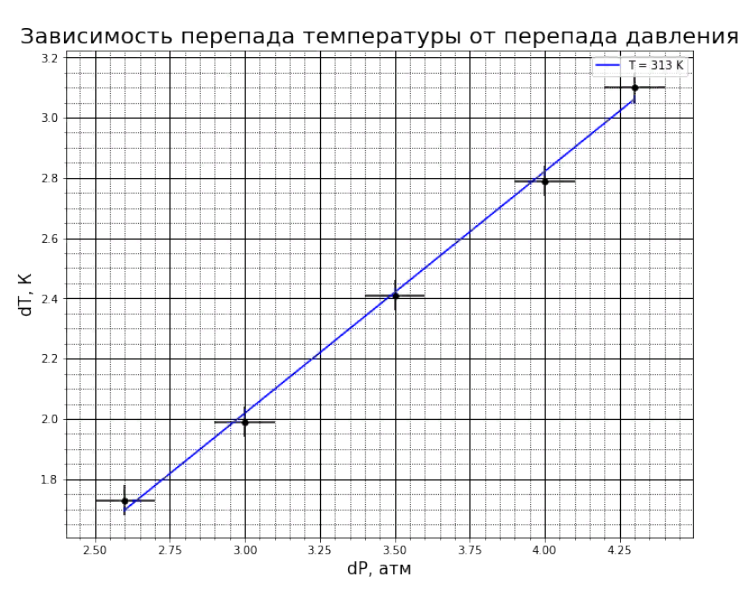 Зависимость перепада температуры от перепада давления
T = 313 K
3.2
3.0
2.8
2.6
2.4
2.2
2.0
1.8
dT, K
2.50 2.75 3.00 3.25 3.50 3.75 4.00 4.25
dP, атм